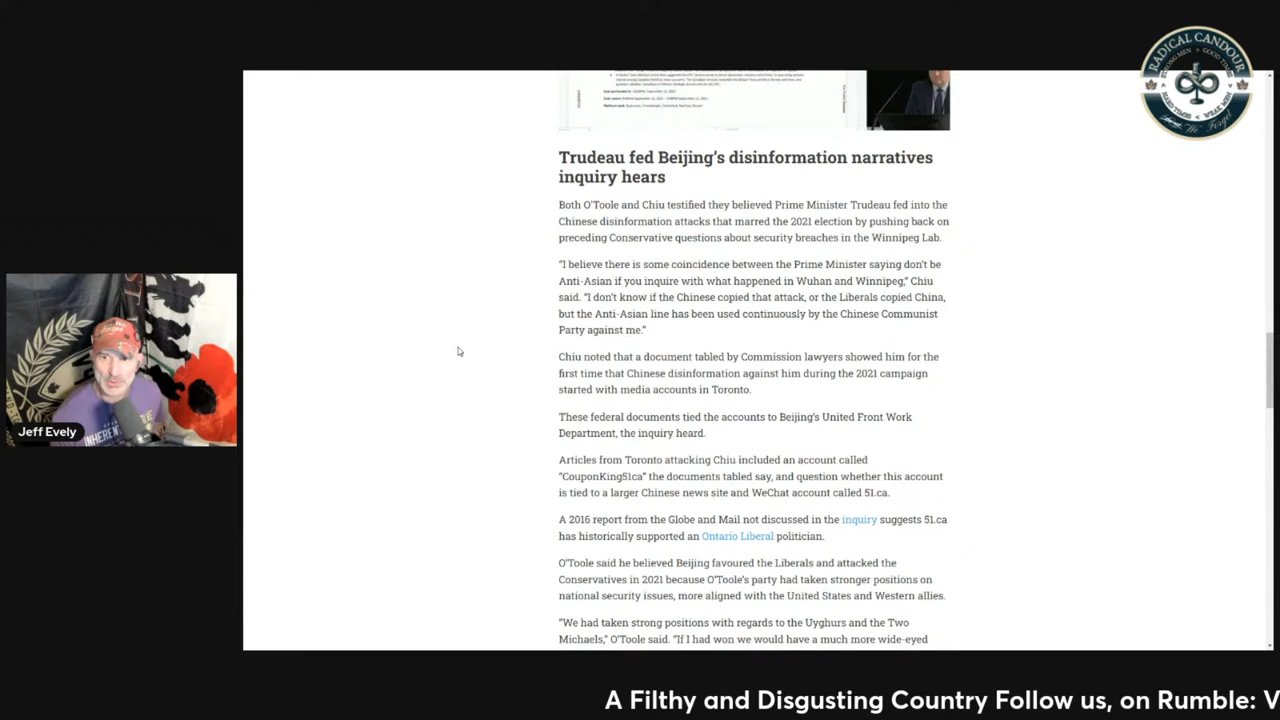 RADICAL CANDOUR
STRONG MEN > GOOD TIMES
HARD TIMES < WEAK MEN
Trudeau fed Beijing's disinformation narratives
inquiry hears
Both O'Toole and Chiu testified they believed Prime Minister Trudeau fed into the
Chinese disinformation attacks that marred the 2021 election by pushing back on
preceding Conservative questions about security breaches in the Winnipeg Lab.
"I believe there is some coincidence between the Prime Minister saying don't be
Anti-Asian if you inquire with what happened in Wuhan and Winnipeg," Chiu
said. "I don't know if the Chinese copied that attack, or the Liberals copied China,
but the Anti-Asian line has been used continuously by the Chinese Communist
Party against me."
Chiu noted that a document tabled by Commission lawyers showed him for the
first time that Chinese disinformation against him during the 2021 campaign
started with media accounts in Toronto.
These federal documents tied the accounts to Beijing's United Front Work
Department, the inquiry heard.
Articles from Toronto attacking Chiu included an account called
"CouponKing51ca" the documents tabled say, and question whether this account
is tied to a larger Chinese news site and WeChat account called 51.ca.
A 2016 report from the Globe and Mail not discussed in the inquiry suggests 51.ca
has historically supported an Ontario Liberal politician.
O'Toole said he believed Beijing favoured the Liberals and attacked the
Conservatives in 2021 because O'Toole's party had taken stronger positions on
national security issues, more aligned with the United States and Western allies.
"We had taken strong positions with regards to the Uyghurs and the Two
Michaels," O'Toole said. "If I had won we would have a much more wide-eyed
Jeff Evely
A Filthy and Disgusting Country Follow us, on Rumble: V